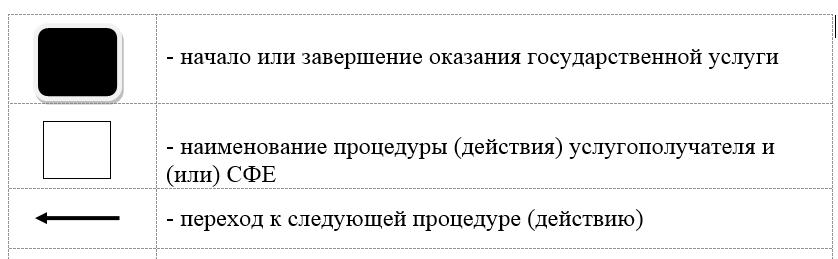 - начало или завершение оказания государственной услуги
- наименование процедуры (действия) услугополучателя и
(или) СФЕ
- переход к следующей процедуре (действию)